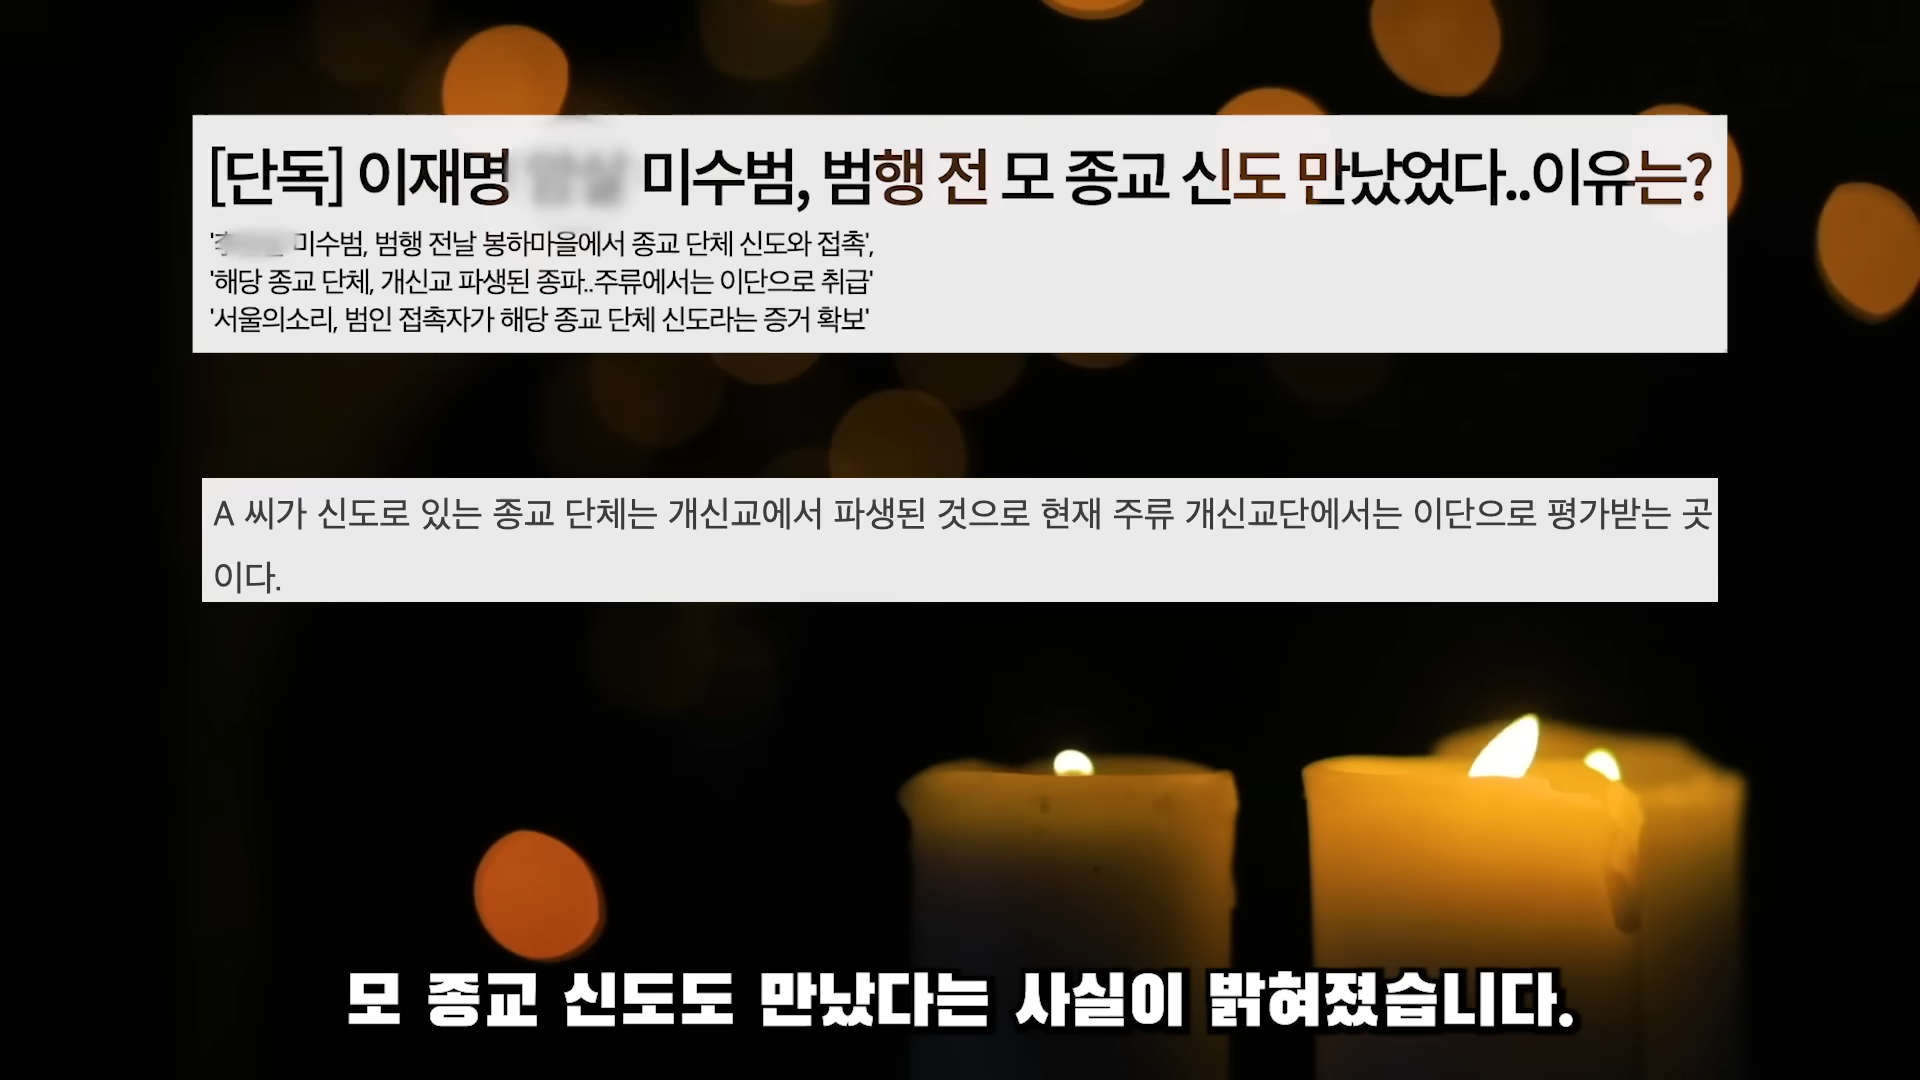 [단독] 이재명 미수범, 범행 전 모 종교 신도 만났었다..이유는?
미수범, 범행 전날 봉하마을에서 종교 단체 신도와 접촉',
'해당 종교 단체, 개신교 파생된 종파..주류에서는 이단으로 취급'
'서울의소리, 범인 접촉자가 해당 종교 단체 신도라는 증거 확보'
A 씨가 신도로 있는 종교 단체는 개신교에서 파생된 것으로 현재 주류 개신교단에서는 이단으로 평가받는 곳
이다.
모 종교 신도도 만났다는 사실이 밝혀졌습니다.